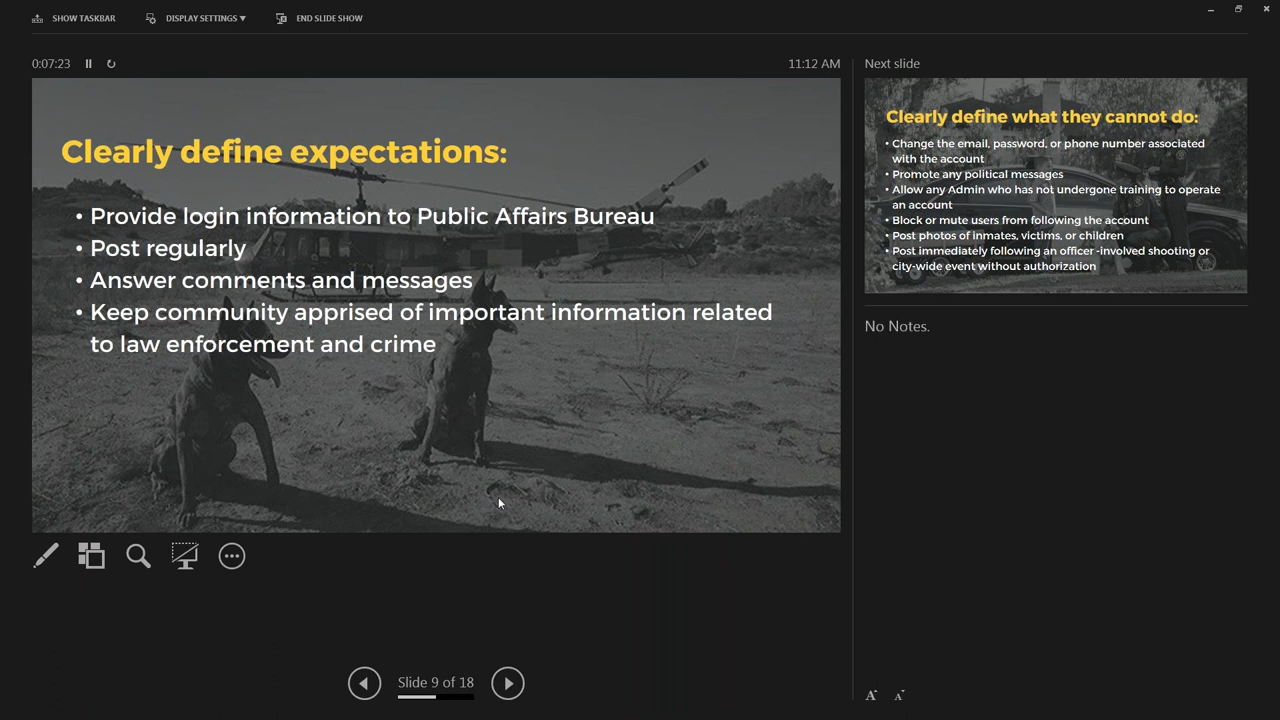 SHOW TASKBAR
DISPLAY SETTINGS ▼
END SLIDE SHOW
0:07:23
11:12 AM
Clearly define expectations:
• Provide login information to Public Affairs Bureau
• Post regularly
• Answer comments and messages
• Keep community apprised of important information related
to law enforcement and crime
Slide 9 of 18
Next slide
Clearly define what they cannot do:
• Change the email, password, or phone number associated
with the account
• Promote any political messages
• Allow any Admin who has not undergone training to operate
an account
• Block or mute users from following the account
• Post photos of inmates, victims, or children
• Post immediately following an officer -involved shooting or
city-wide event without authorization
No Notes.
A A